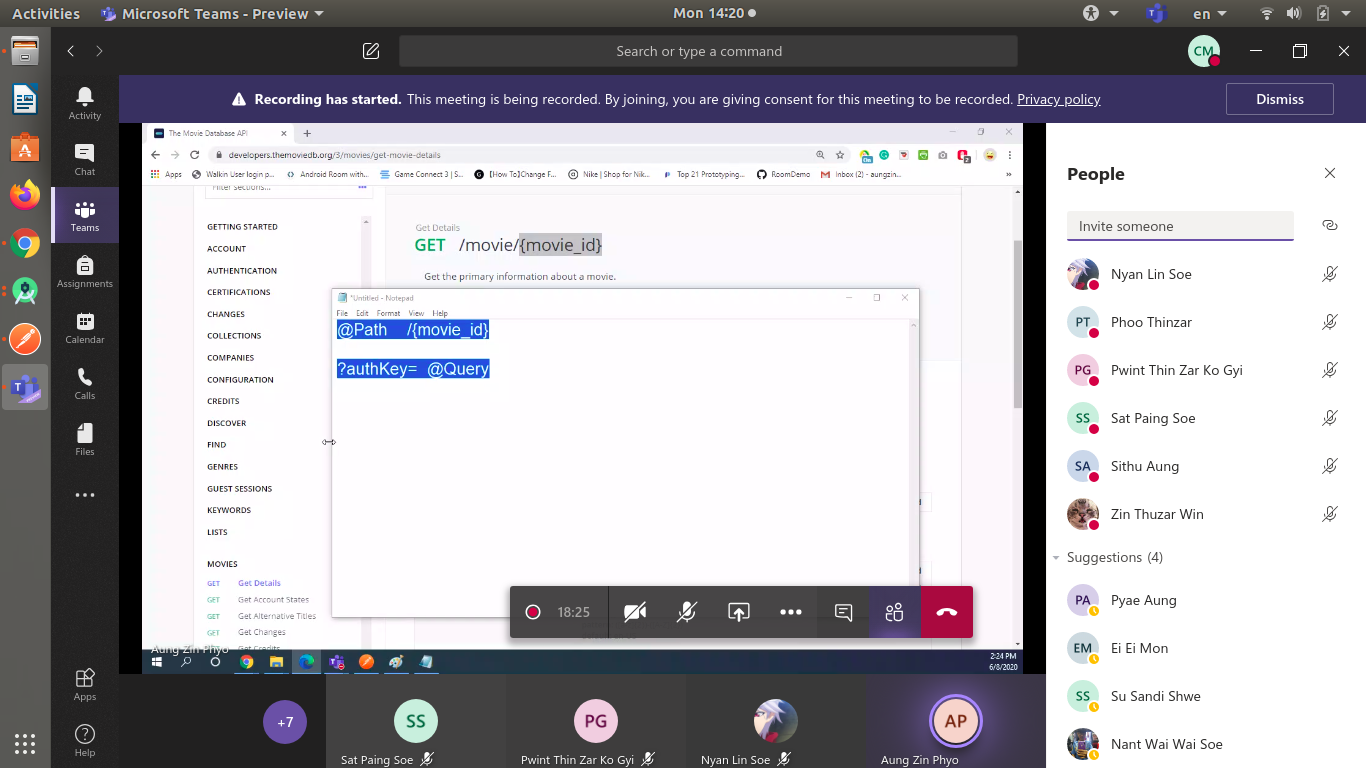 Activities
Microsoft Teams - Preview
Mon 14:20
en
Search or type a command
CM
Recording has started. This meeting is being recorded. By joining, you are giving consent for this meeting to be recorded. Privacy policy
Dismiss
Activity
Chat
Teams
Assignments
Calendar
Calls
Files
Apps
Help
The Movie Database API
developers.themoviedb.org/3/movies/get-movie-details
Apps
Walkin User login p...
Android Room with...
Game Connect 3 | S...
[How To]Change F...
Nike | Shop for Nik...
Top 21 Prototyping...
RoomDemo
Inbox (2) - aungzin...
Filter sections...
GETTING STARTED
ACCOUNT
AUTHENTICATION
CERTIFICATIONS
CHANGES
COLLECTIONS
COMPANIES
CONFIGURATION
CREDITS
DISCOVER
FIND
GENRES
GUEST SESSIONS
KEYWORDS
LISTS
MOVIES
GET Get Details
GET Get Account States
GET Get Alternative Titles
GET Get Changes
GET Get Credits
Get Details
GET /movie/{movie_id}
Get the primary information about a movie.
*Untitled - Notepad
File Edit Format View Help
@Path /{movie_id}
?authKey= @Query
18:25
Aung Zin Phyo
2:24 PM
6/8/2020
+7
SS
Sat Paing Soe
PG
Pwint Thin Zar Ko Gyi
Nyan Lin Soe
AP
Aung Zin Phyo
People
Invite someone
Nyan Lin Soe
PT
Phoo Thinzar
PG
Pwint Thin Zar Ko Gyi
SS
Sat Paing Soe
SA
Sithu Aung
Zin Thuzar Win
Suggestions (4)
PA
Pyae Aung
EM
Ei Ei Mon
SS
Su Sandi Shwe
Nant Wai Wai Soe